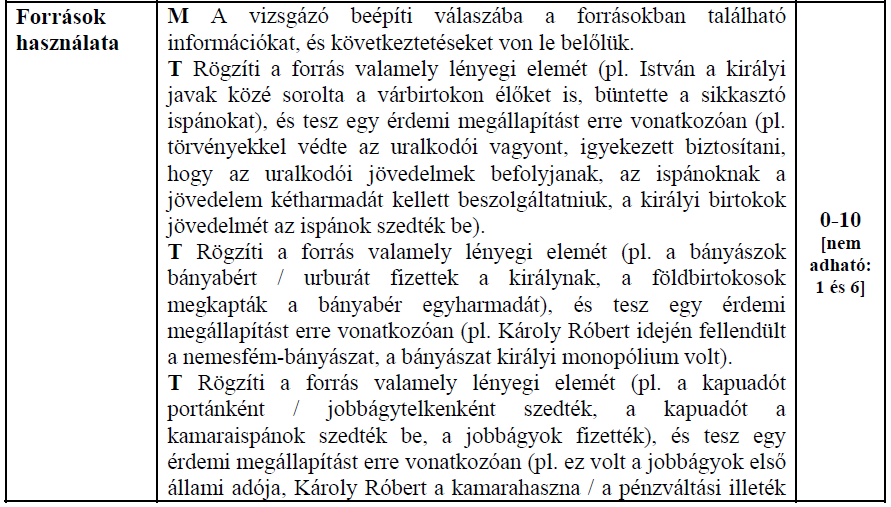 Források
használata
M A vizsgázó beépíti válaszába a forrásokban található
információkat, és következtetéseket von le belőlük.
T Rögzíti a forrás valamely lényegi elemét (pl. István a királyi
javak közé sorolta a várbirtokon élőket is, büntette a sikkasztó
ispánokat), és tesz egy érdemi megállapítást erre vonatkozóan (pl.
törvényekkel védte az uralkodói vagyont, igyekezett biztosítani,
hogy az uralkodói jövedelmek befolyjanak, az ispánoknak a
jövedelem kétharmadát kellett beszolgáltatniuk, a királyi birtokok
jövedelmét az ispánok szedték be).
T Rögzíti a forrás valamely lényegi elemét (pl. a bányászok
bányabért / urburát fizettek a királynak, a földbirtokosok
megkapták a bányabér egyharmadát), és tesz egy érdemi
megállapítást erre vonatkozóan (pl. Károly Róbert idején fellendült
a nemesfém-bányászat, a bányászat királyi monopólium volt).
T Rögzíti a forrás valamely lényegi elemét (pl. a kapuadót
portánként / jobbágytelkenként szedték, a kapuadót a
kamaraispánok szedték be, a jobbágyok fizették), és tesz egy
érdemi megállapítást erre vonatkozóan (pl. ez volt a jobbágyok első
állami adója, Károly Róbert a kamarahaszna / a pénzváltási illeték
0-10
[nem
adható:
1 és 6]